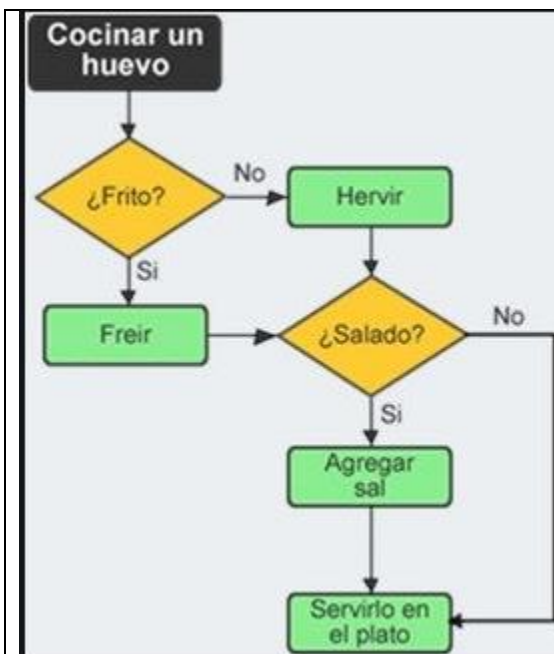 Cocinar un
huevo
¿Frito?
No
Hervir
Si
Freir
¿Salado?
No
Si
Agregar
sal
Servirlo en
el plato